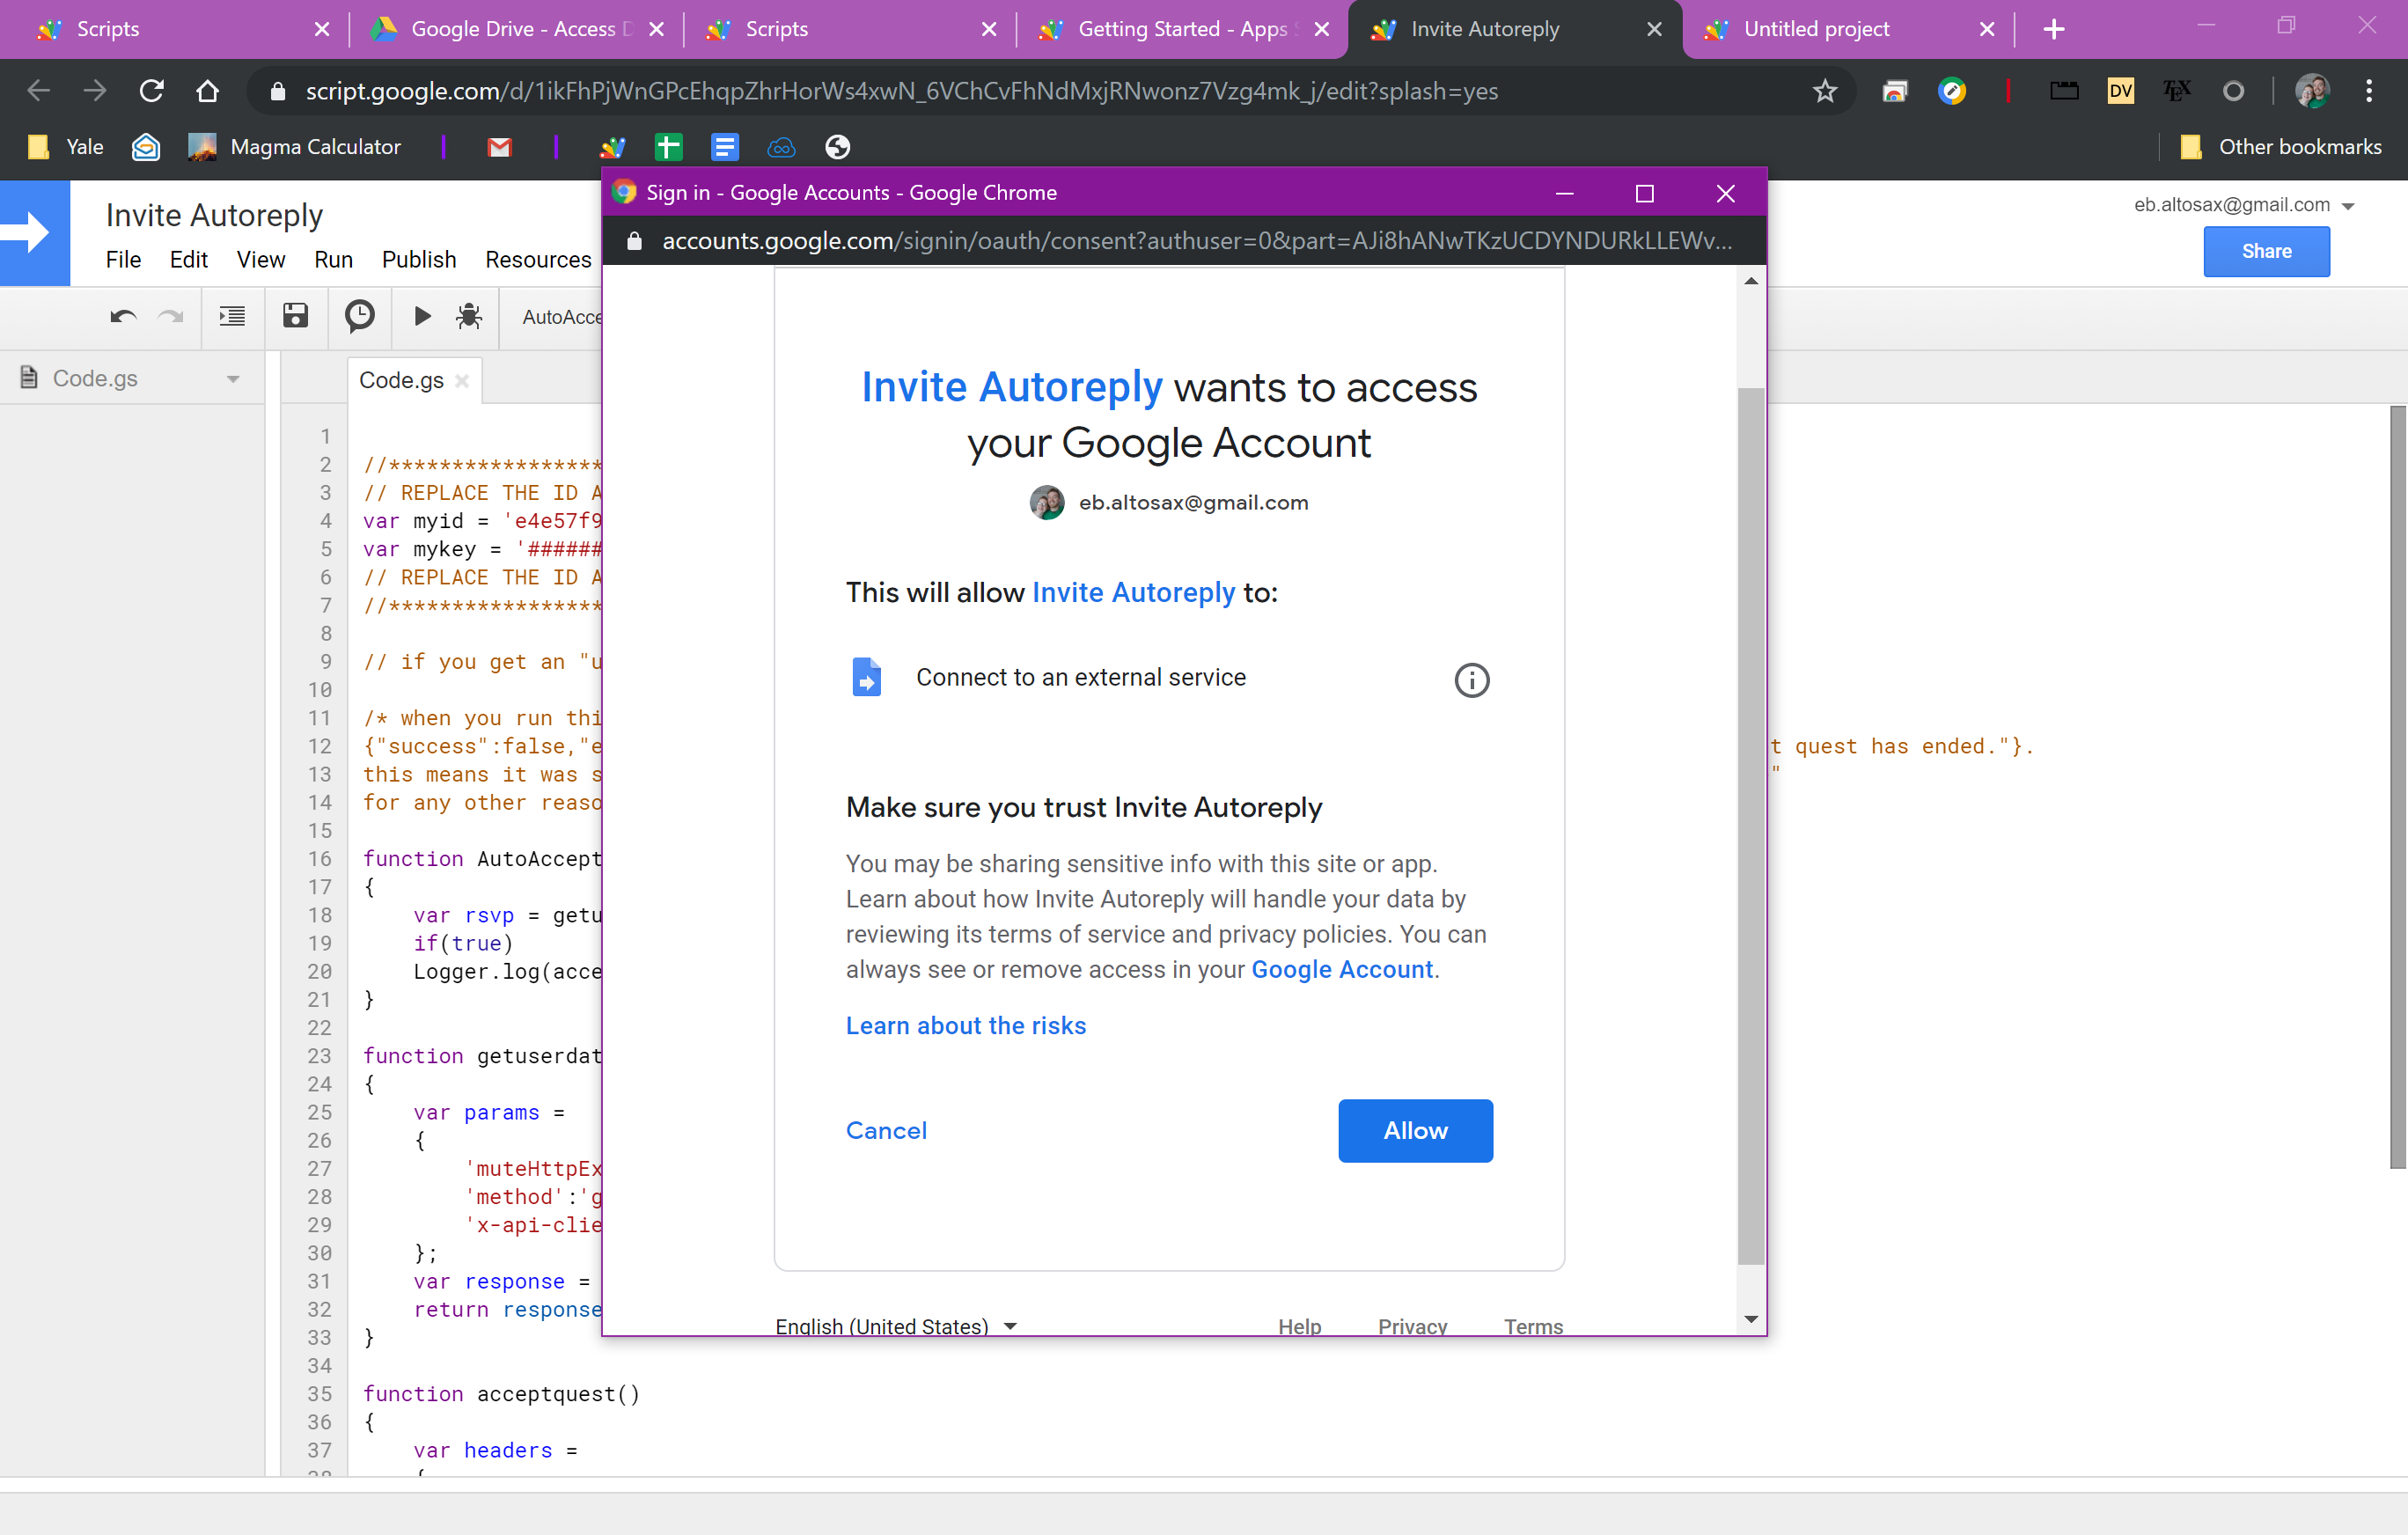 Scripts
Google Drive - Access
Scripts
Getting Started - Apps
Invite Autoreply
Untitled project
script.google.com/d/1ikFhPjWnGPcEhqpZhrHorWs4xwN_6VChCvFhNdMxjRNwonz7Vzg4mk_j/edit?splash=yes
DV
TEX
Yale
Magma Calculator
Other bookmarks
Invite Autoreply
eb.altosax@gmail.com
File Edit View Run Publish Resources
Share
AutoAcce
Code.gs
Code.gs
1
2 //*****************
3 // REPLACE THE ID A
4 var myid = 'e4e57f9
5 var mykey = '######
6 // REPLACE THE ID A
7 //*****************
8
9 // if you get an "u
10
11 /* when you run thi
12 {"success":false,"e t quest has ended."}.
13 this means it was s "
14 for any other reaso
15
16 function AutoAccept
17 {
18 var rsvp = getu
19 if(true)
20 Logger.log(acce
21 }
22
23 function getuserdat
24 {
25 var params =
26 {
27 'muteHttpEx
28 'method':'g
29 'x-api-clie
30 };
31 var response =
32 return response
33 }
34
35 function acceptquest()
36 {
37 var headers =
38 {
Sign in - Google Accounts - Google Chrome
accounts.google.com/signin/oauth/consent?authuser=0&part=AJi8hANwTKzUCDYNDURkLLEWv...
Invite Autoreply wants to access
your Google Account
eb.altosax@gmail.com
This will allow Invite Autoreply to:
Connect to an external service
Make sure you trust Invite Autoreply
You may be sharing sensitive info with this site or app.
Learn about how Invite Autoreply will handle your data by
reviewing its terms of service and privacy policies. You can
always see or remove access in your Google Account.
Learn about the risks
Cancel
Allow
English (United States)
Help Privacy Terms